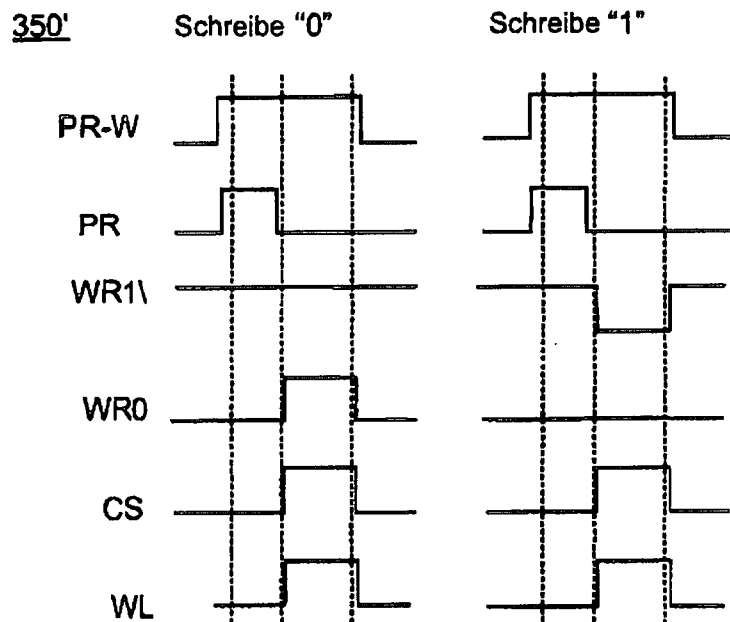 350' Schreibe “0” Schreibe “1”
PR-W
PR
WR1\
WR0
CS
WL